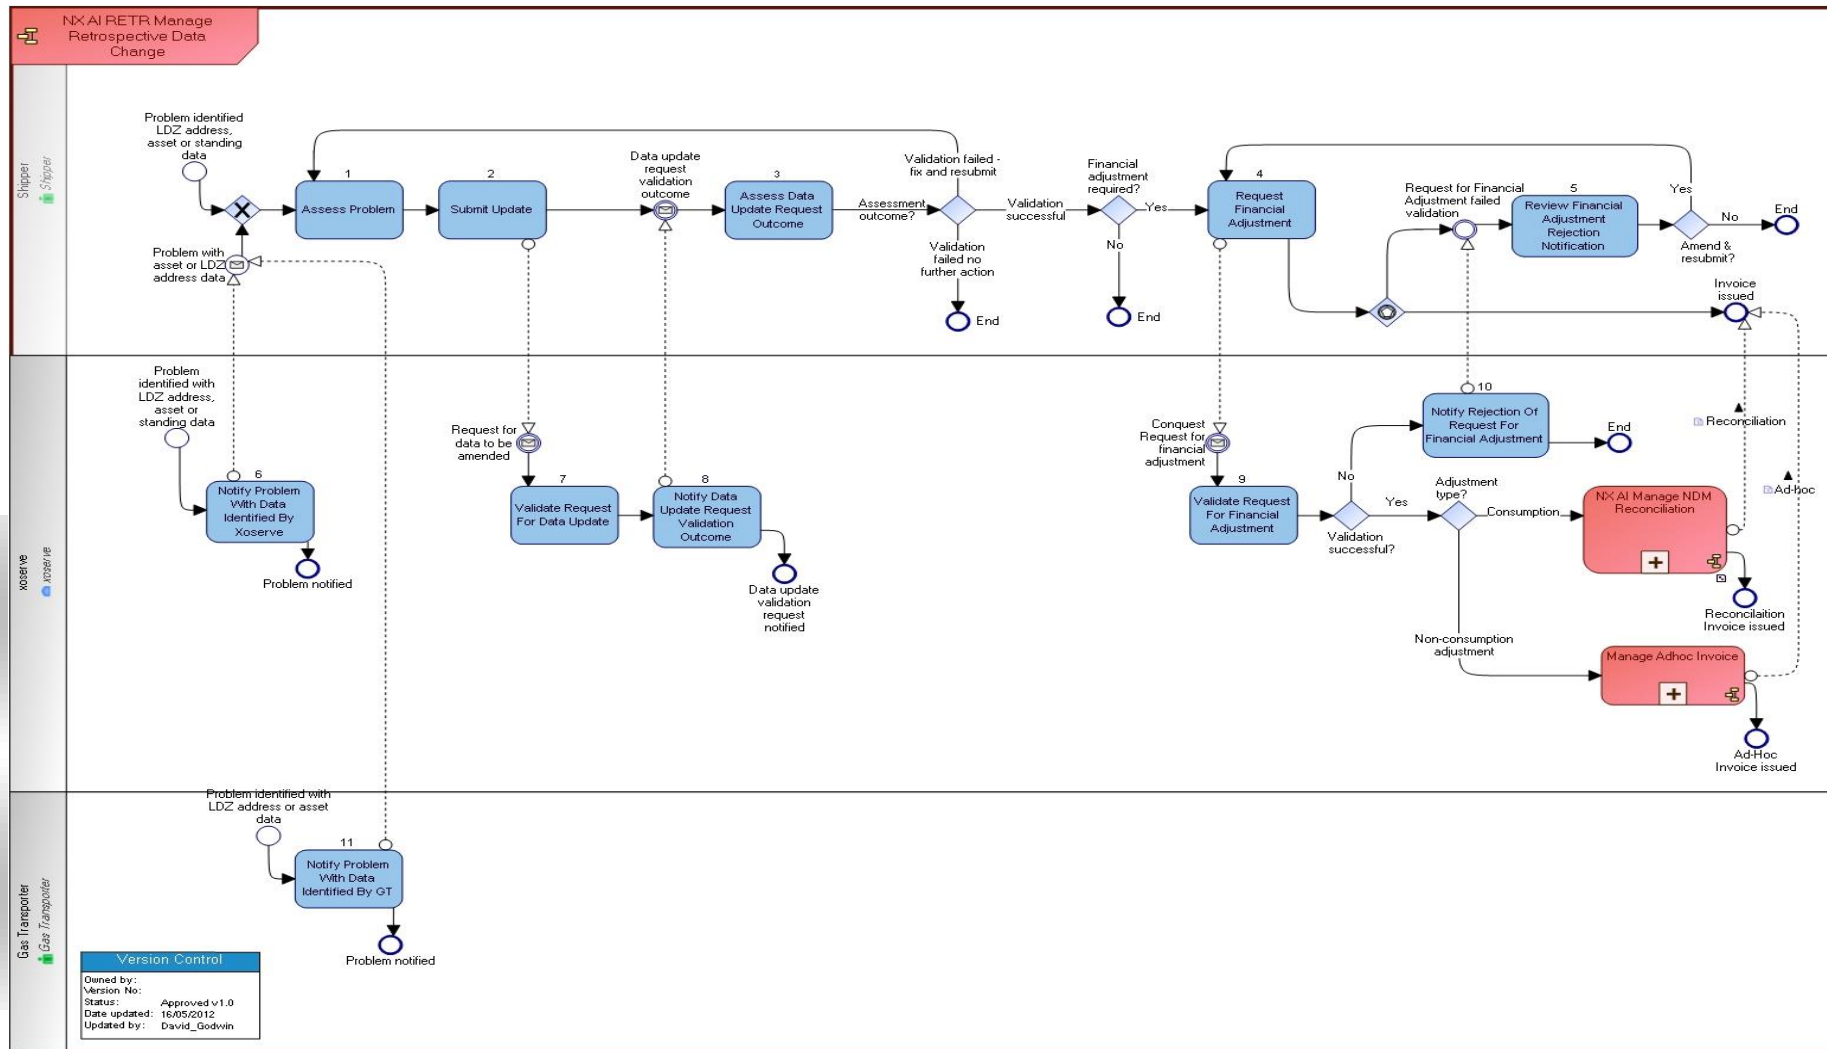 NX AI RETR Manage
Retrospective Data
Change
Shipper
Shipper
Problem identified
LDZ address,
asset or standing
data
Problem with
asset or LDZ
address data
1
Assess Problem
2
Submit Update
Data update
request
validation
outcome
3
Assess Data
Update Request
Outcome
Assessment
outcome?
Validation failed -
fix and resubmit
Validation
successful
Validation
failed no
further action
End
Financial
adjustment
required?
Yes
No
End
4
Request
Financial
Adjustment
Request for Financial
Adjustment failed
validation
5
Review Financial
Adjustment
Rejection
Notification
Yes
No
Amend &
resubmit?
End
Invoice
issued
xoserve
xoserve
Problem
identified with
LDZ address,
asset or
standing data
6
Notify Problem
With Data
Identified By
Xoserve
Problem notified
Request for
data to be
amended
7
Validate Request
For Data Update
8
Notify Data
Update Request
Validation
Outcome
Data update
validation
request
notified
Conquest
Request for
financial
adjustment
9
Validate Request
For Financial
Adjustment
No
Yes
Validation
successful?
10
Notify Rejection Of
Request For
Financial Adjustment
End
Adjustment
type?
Consumption
Non-consumption
adjustment
NX AI Manage NDM
Reconciliation
Reconcilaition
Invoice issued
Reconciliation
Ad-hoc
Manage Adhoc Invoice
Ad-Hoc
Invoice issued
Gas Transporter
Gas Transporter
Problem identified with
LDZ address or asset
data
11
Notify Problem
With Data
Identified By GT
Problem notified
Version Control
Owned by:
Version No:
Status: Approved v1.0
Date updated: 16/05/2012
Updated by: David_Godwin